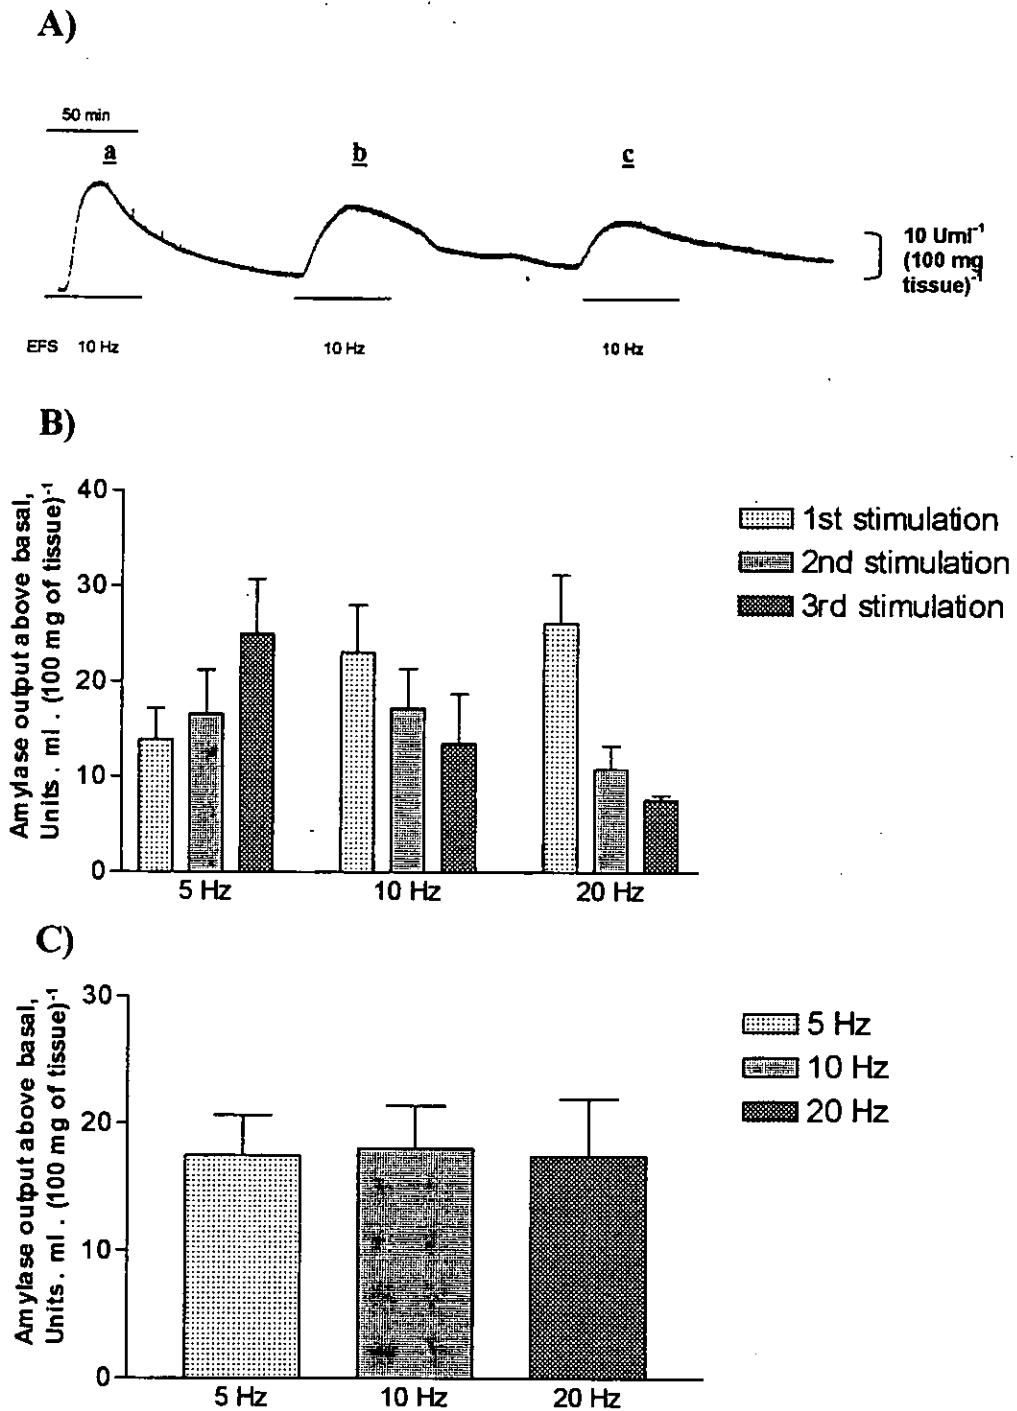 A)
50 min
a
b
c
10 Uml⁻¹
(100 mg
tissue)⁻¹
EFS 10 Hz 10 Hz 10 Hz
B)
Amylase output above basal,
Units. ml . (100 mg of tissue)⁻¹
40
30
20
10
0
5 Hz 10 Hz 20 Hz
1st stimulation
2nd stimulation
3rd stimulation
C)
Amylase output above basal,
Units. ml . (100 mg of tissue)⁻¹
30
20
10
0
5 Hz 10 Hz 20 Hz
5 Hz
10 Hz
20 Hz